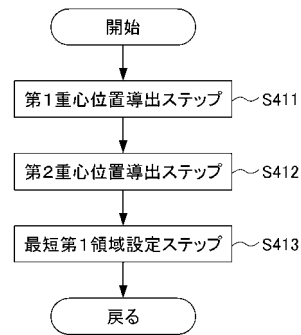 開始
第1重心位置導出ステップ S411
第2重心位置導出ステップ S412
最短第1領域設定ステップ S413
戻る